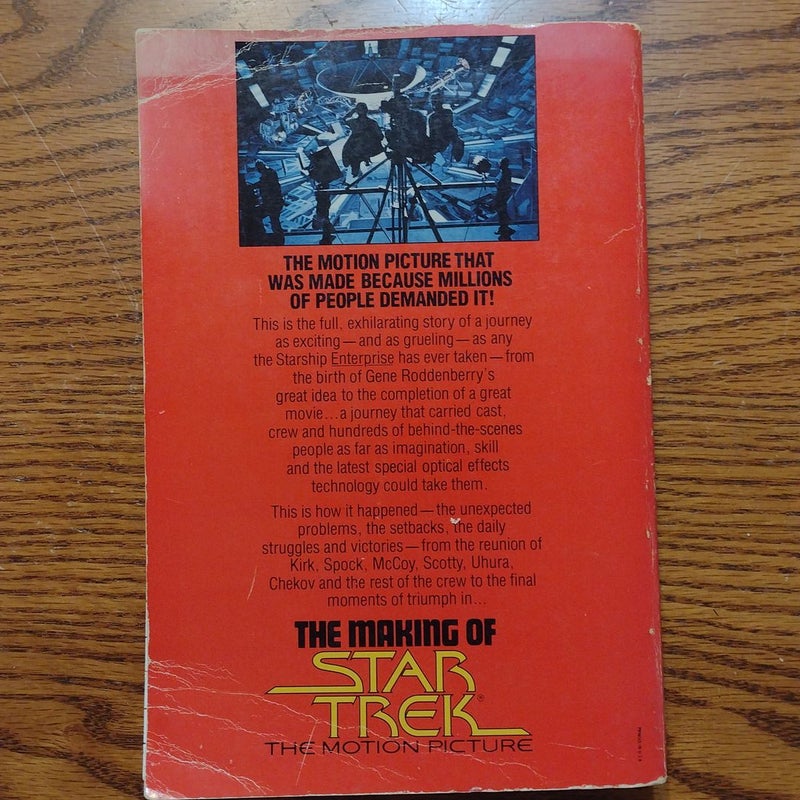 THE MOTION PICTURE THAT
WAS MADE BECAUSE MILLIONS
OF PEOPLE DEMANDED IT!
This is the full, exhilarating story of a journey
as exciting—and as grueling—as any
the Starship Enterprise has ever taken—from
the birth of Gene Roddenberry's
great idea to the completion of a great
movie...a journey that carried cast,
crew and hundreds of behind-the-scenes
people as far as imagination, skill
and the latest special optical effects
technology could take them.
This is how it happened—the unexpected
problems, the setbacks, the daily
struggles and victories—from the reunion of
Kirk, Spock, McCoy, Scotty, Uhura,
Chekov and the rest of the crew to the final
moments of triumph in...
THE MAKING OF
STAR
TREK®
THE MOTION PICTURE